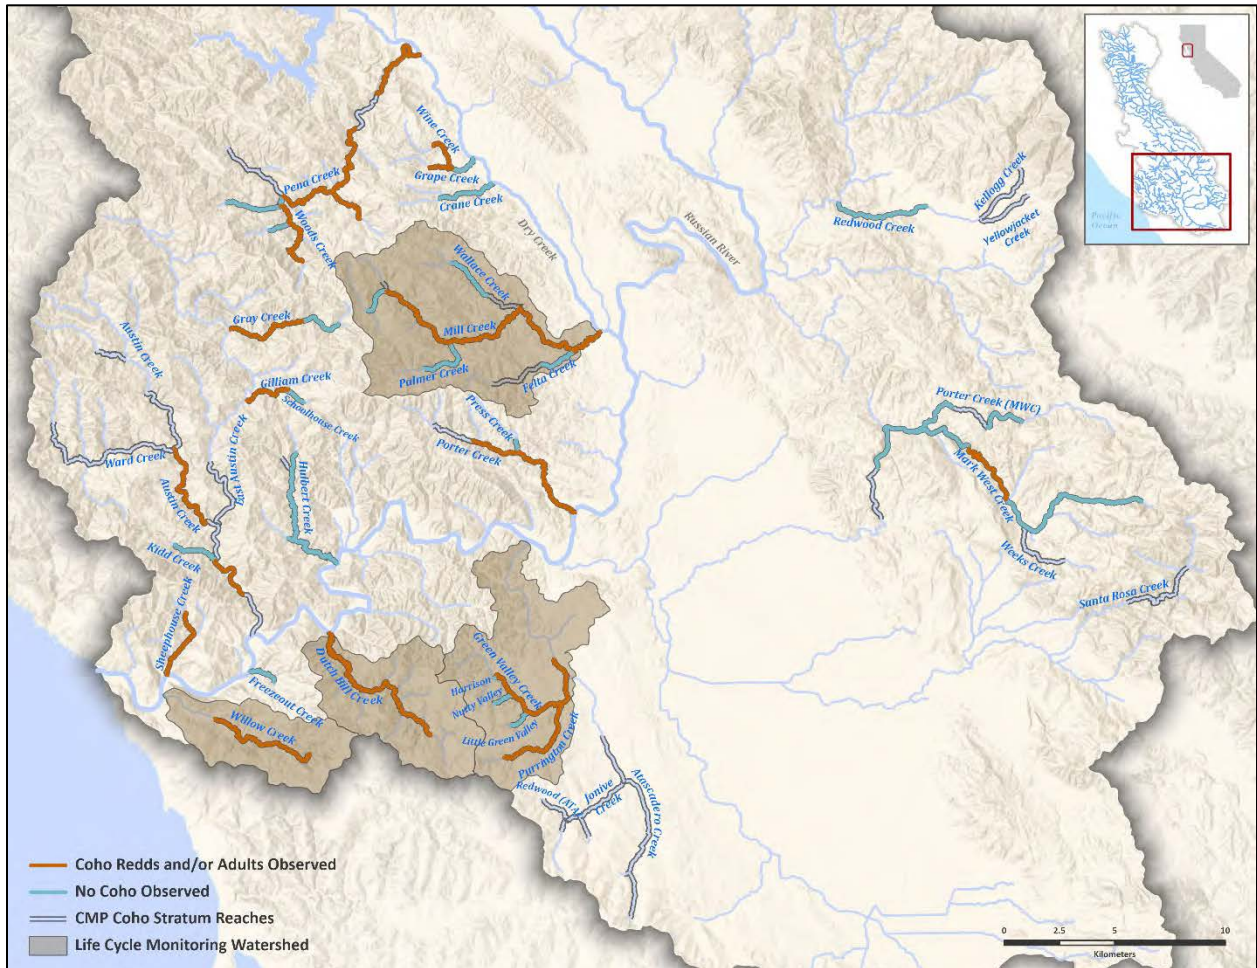 Pacific
Ocean
Wine Creek
Grape Creek
Crane Creek
Pena Creek
Woods Creek
Dry Creek
Russian River
Redwood Creek
Kellogg Creek
Yellowjacket
Creek
Wallace Creek
Mill Creek
Palmer Creek
Felta Creek
Gray Creek
Austin Creek
Gilliam Creek
Schoolhouse Creek
East Austin Creek
Ward Creek
Austin Creek
Kidd Creek
Hulbert Creek
Press Creek
Porter Creek
Porter Creek (MWC)
Mark West Creek
Weeks Creek
Santa Rosa Creek
Sheephouse Creek
Freezeout Creek
Willow Creek
Dutch Bill Creek
Green Valley Creek
Harrison
Nutty Valley
Little Green Valley
Purrington Creek
Redwood (ATA)
Jonive
Creek
Atascadero Creek
Coho Redds and/or Adults Observed
No Coho Observed
CMP Coho Stratum Reaches
Life Cycle Monitoring Watershed
0 2.5 5 10
Kilometers